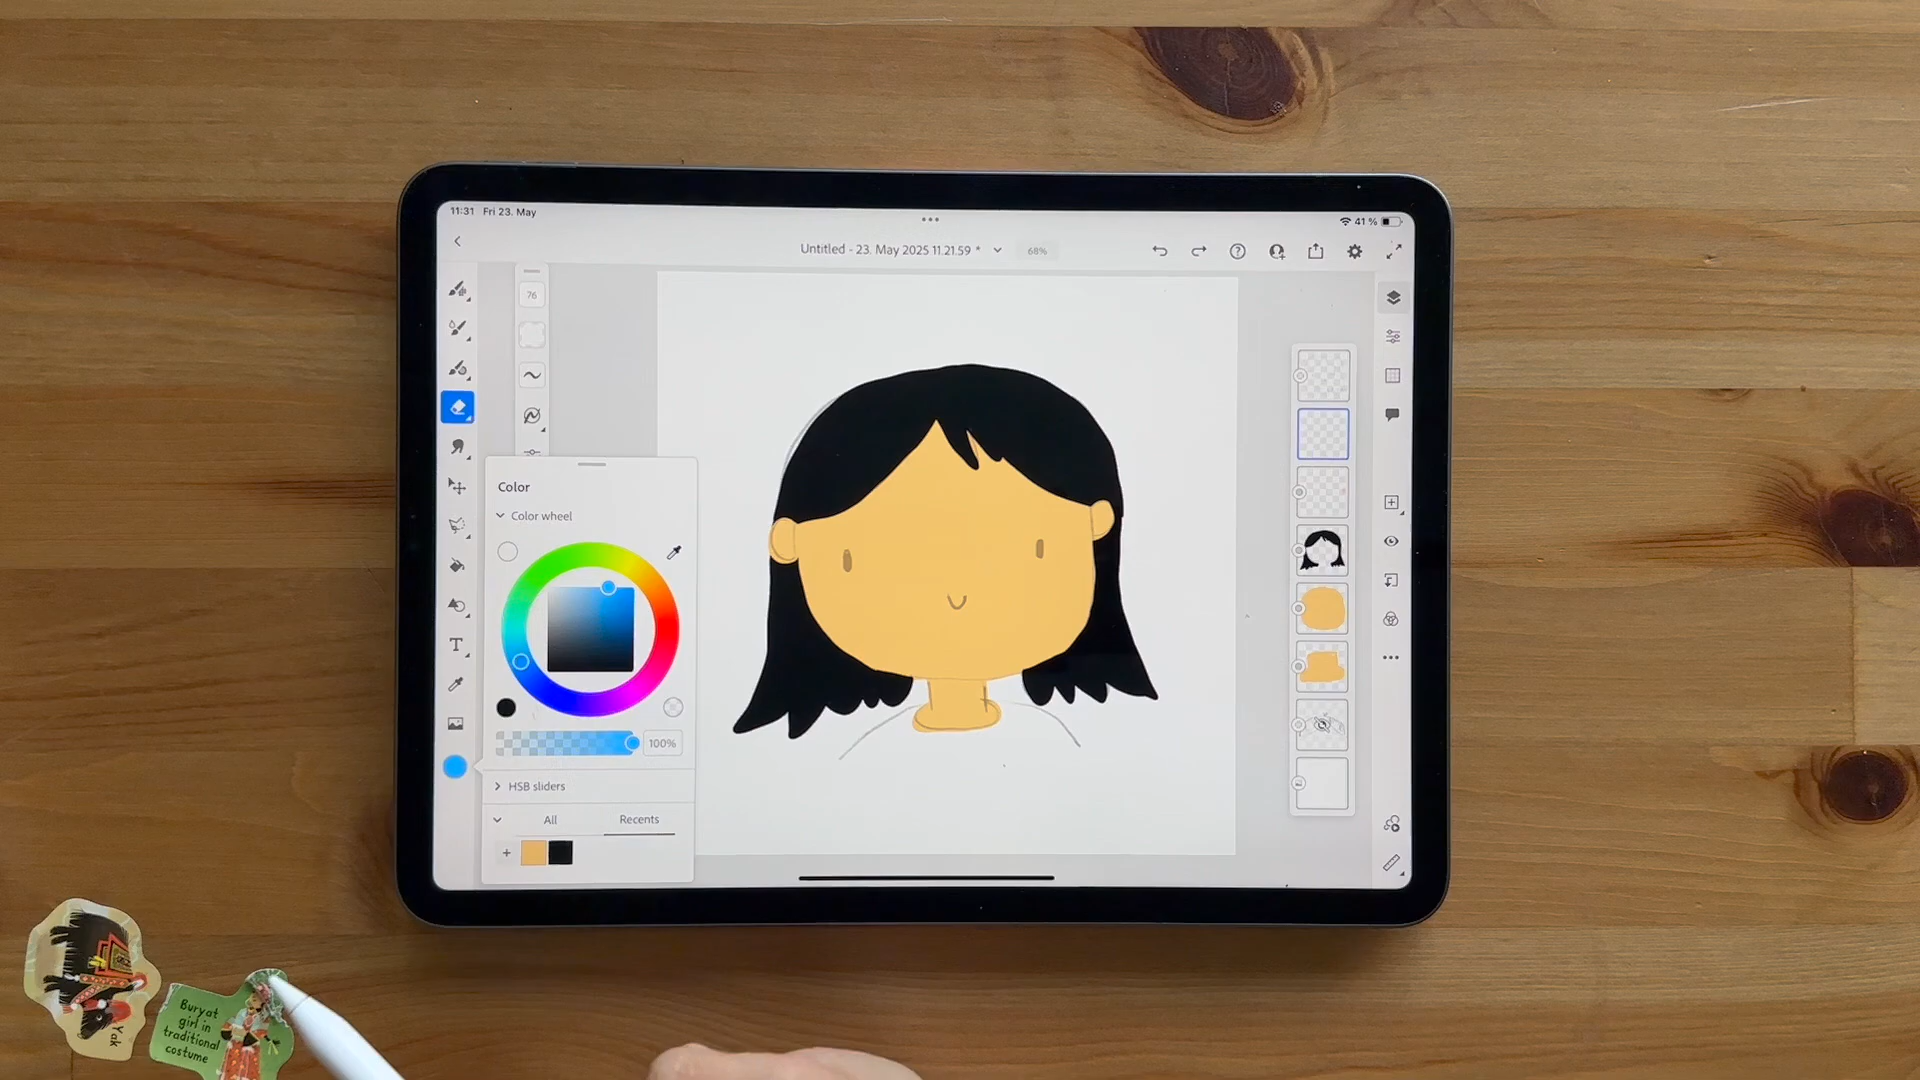 11:31 Fri 23. May
41 %
Untitled - 23. May 2025 11.21.59 *
68%
76
Color
Color wheel
100%
HSB sliders
All
Recents
T
Yak
Buryat
girl in
traditional
costume